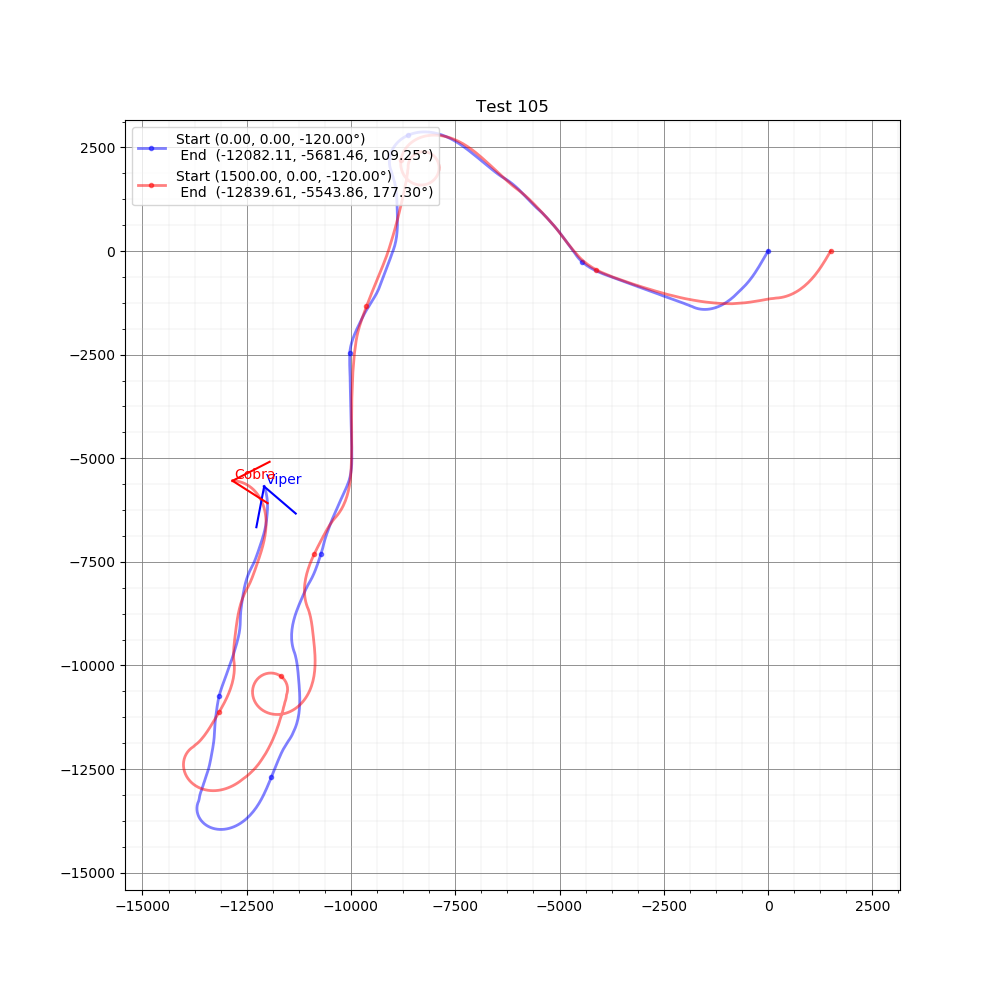 Test 105
Start (0.00, 0.00, -120.00°)
End  (-12082.11, -5681.46, 109.25°)
Start (1500.00, 0.00, -120.00°)
End  (-12839.61, -5543.86, 177.30°)
2500
0
−2500
−5000
−7500
−10000
−12500
−15000
Cobra
Viper
−15000 −12500 −10000 −7500 −5000 −2500 0 2500